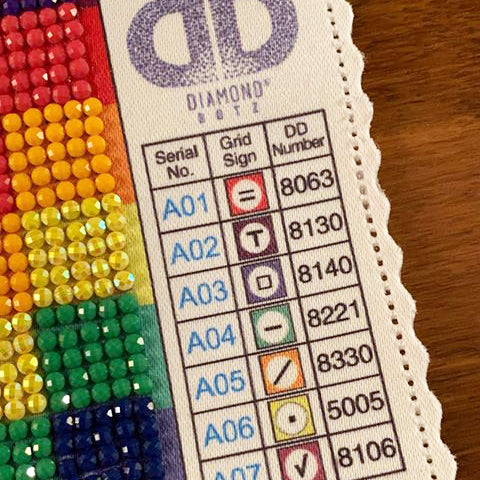 DD
DIAMOND®
DOTZ
Serial No. Grid Sign DD Number
A01 = 8063
A02 T 8130
A03 □ 8140
A04 − 8221
A05 / 8330
A06 • 5005
A07 ✓ 8106